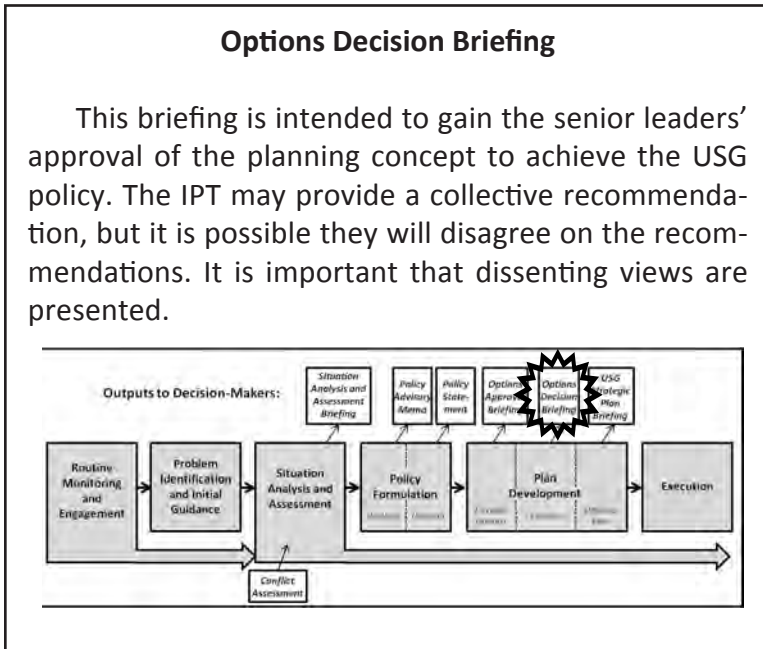 Options Decision Briefing
This briefing is intended to gain the senior leaders'
approval of the planning concept to achieve the USG
policy. The IPT may provide a collective recommenda-
tion, but it is possible they will disagree on the recom-
mendations. It is important that dissenting views are
presented.
Outputs to Decision-Makers:
Situation
Analysis and
Assessment
Briefing
Policy
Advisory
Memo
Policy
State-
ment
Options
Briefing
Options
Decision
Briefing
USG
Strategic
Plan
Briefing
Routine
Monitoring
and
Engagement
Problem
Identification
and Initial
Guidance
Situation
Analysis and
Assessment
Policy
Formulation
Plan
Development
Execution
Conflict
Assessment